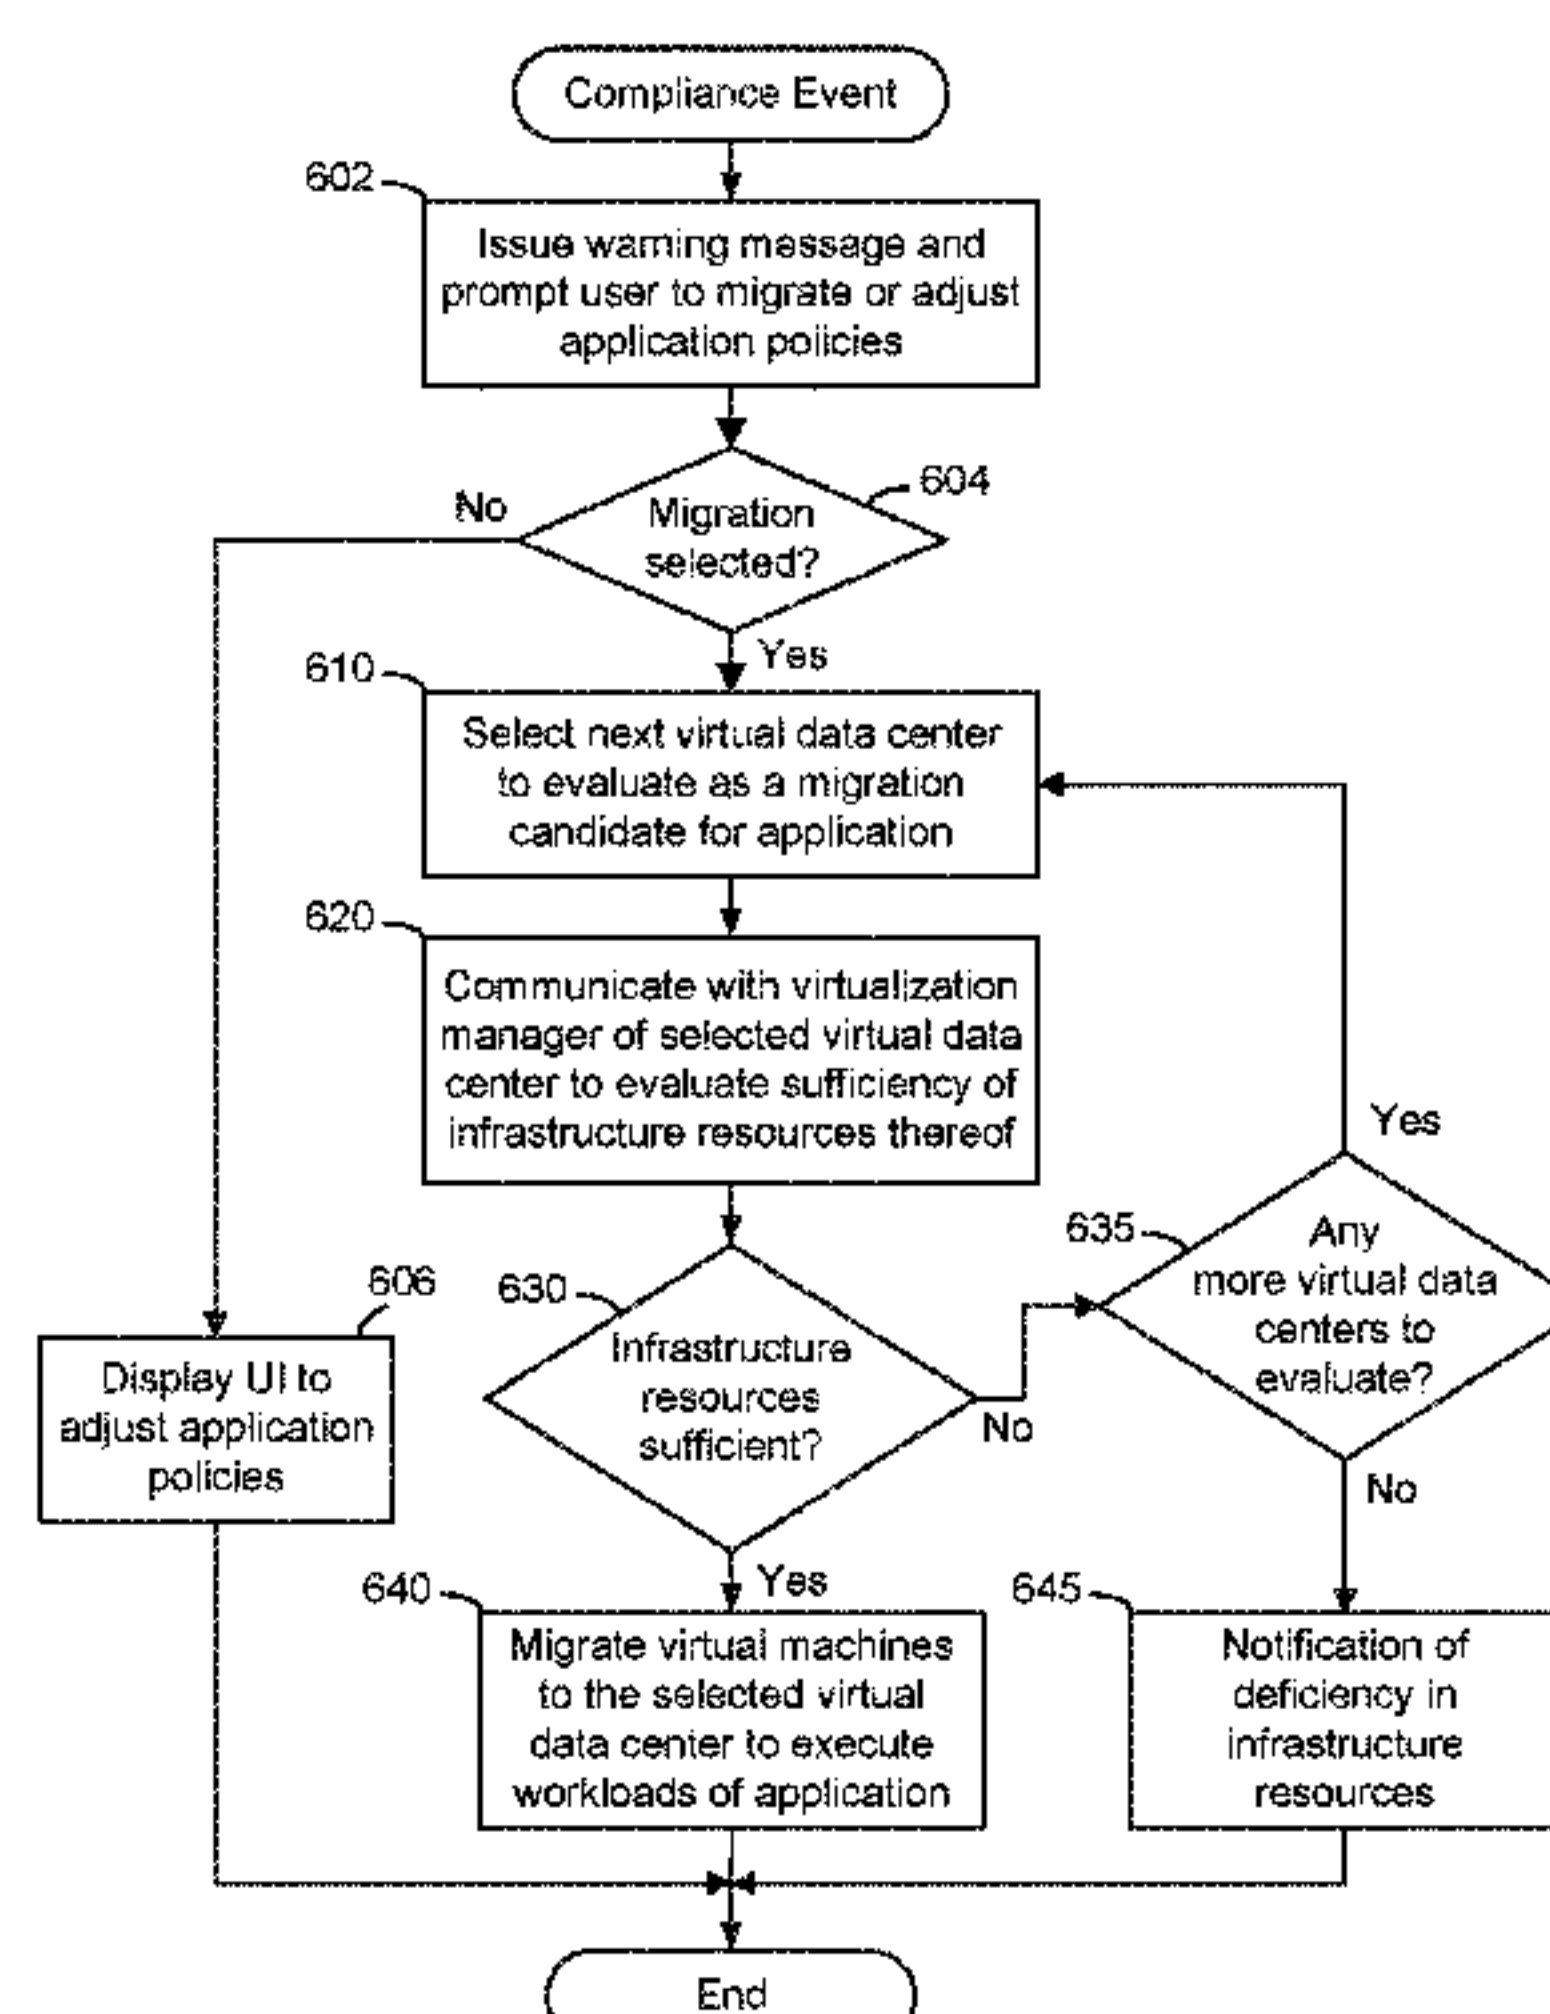 Compliance Event
602
Issue warning message and
prompt user to migrate or adjust
application policies
604
Migration
selected?
No
Yes
610
Select next virtual data center
to evaluate as a migration
candidate for application
620
Communicate with virtualization
manager of selected virtual data
center to evaluate sufficiency of
infrastructure resources thereof
630
Infrastructure
resources
sufficient?
No
Yes
635
Any
more virtual data
centers to
evaluate?
Yes
No
606
Display UI to
adjust application
policies
640
Migrate virtual machines
to the selected virtual
data center to execute
workloads of application
645
Notification of
deficiency in
infrastructure
resources
End